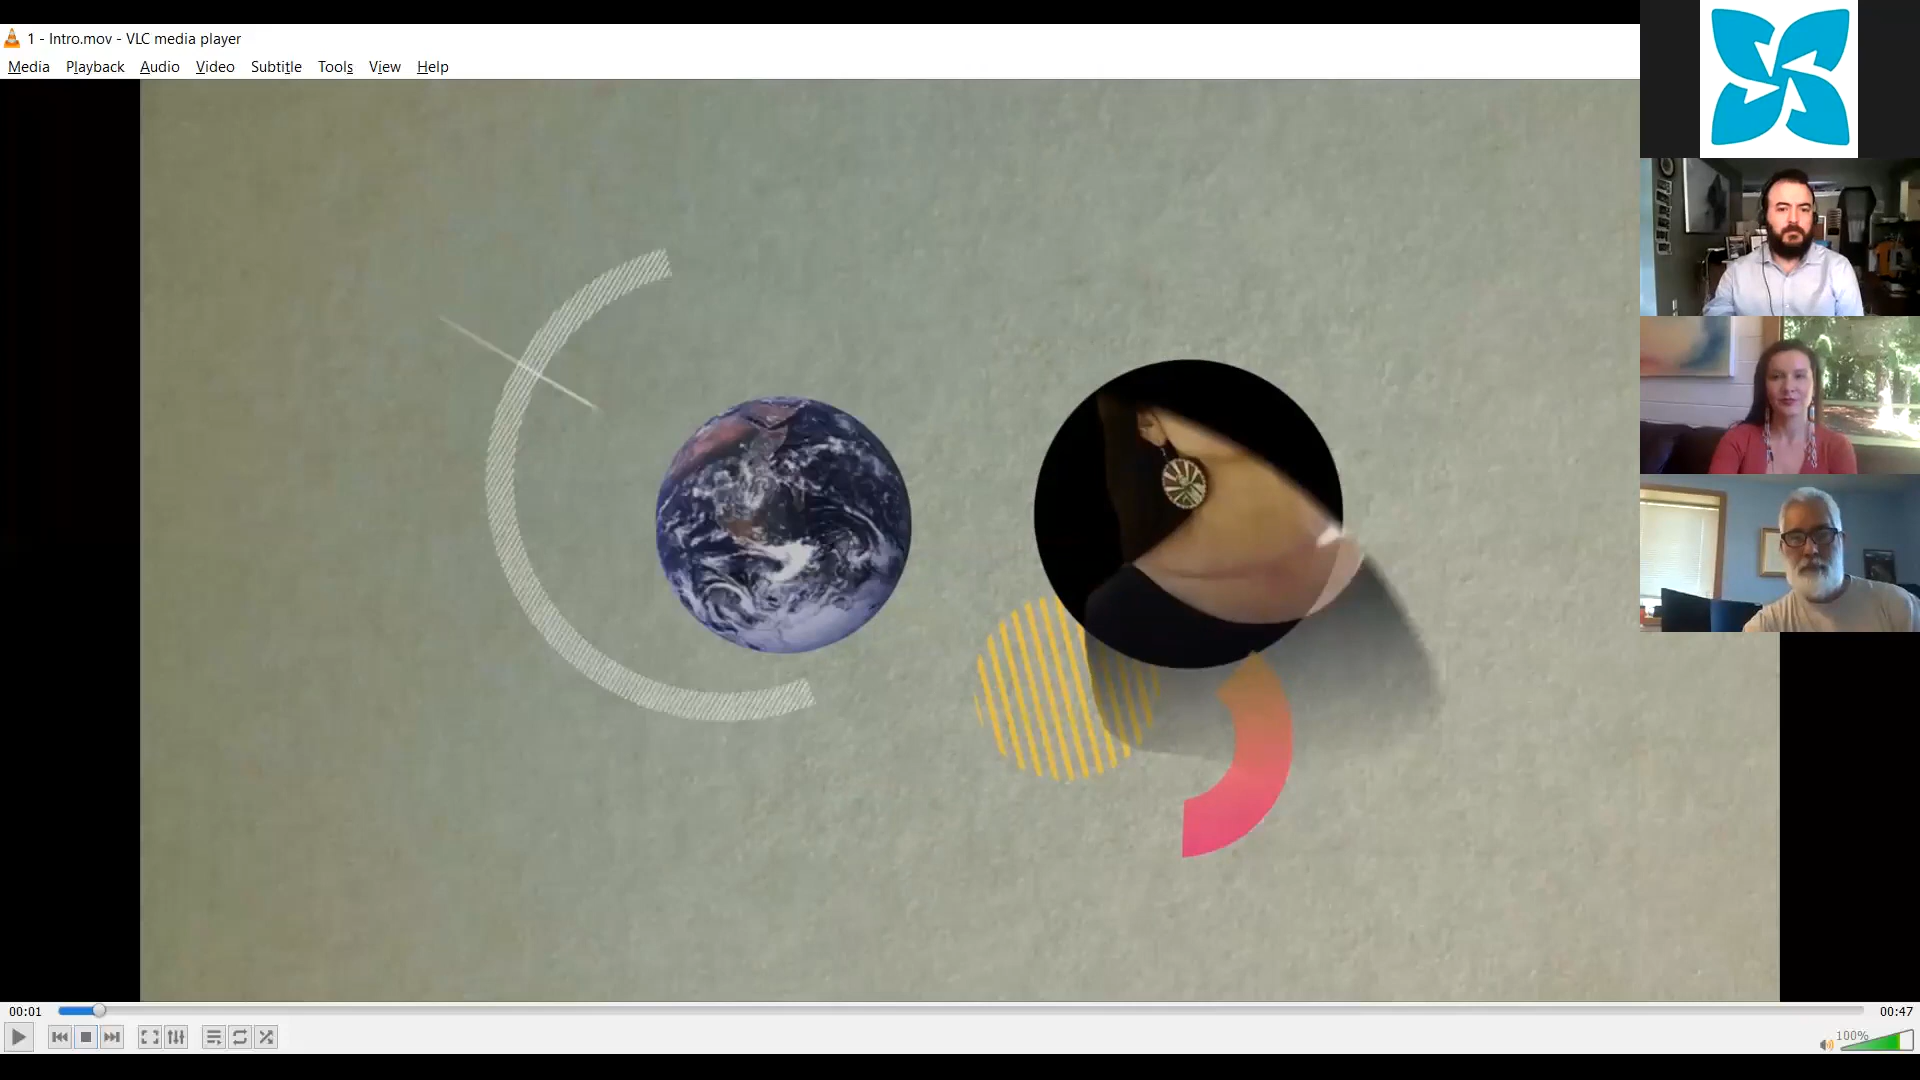 1 - Intro.mov - VLC media player
Media Playback Audio Video Subtitle Tools View Help
00:01
00:47
100%